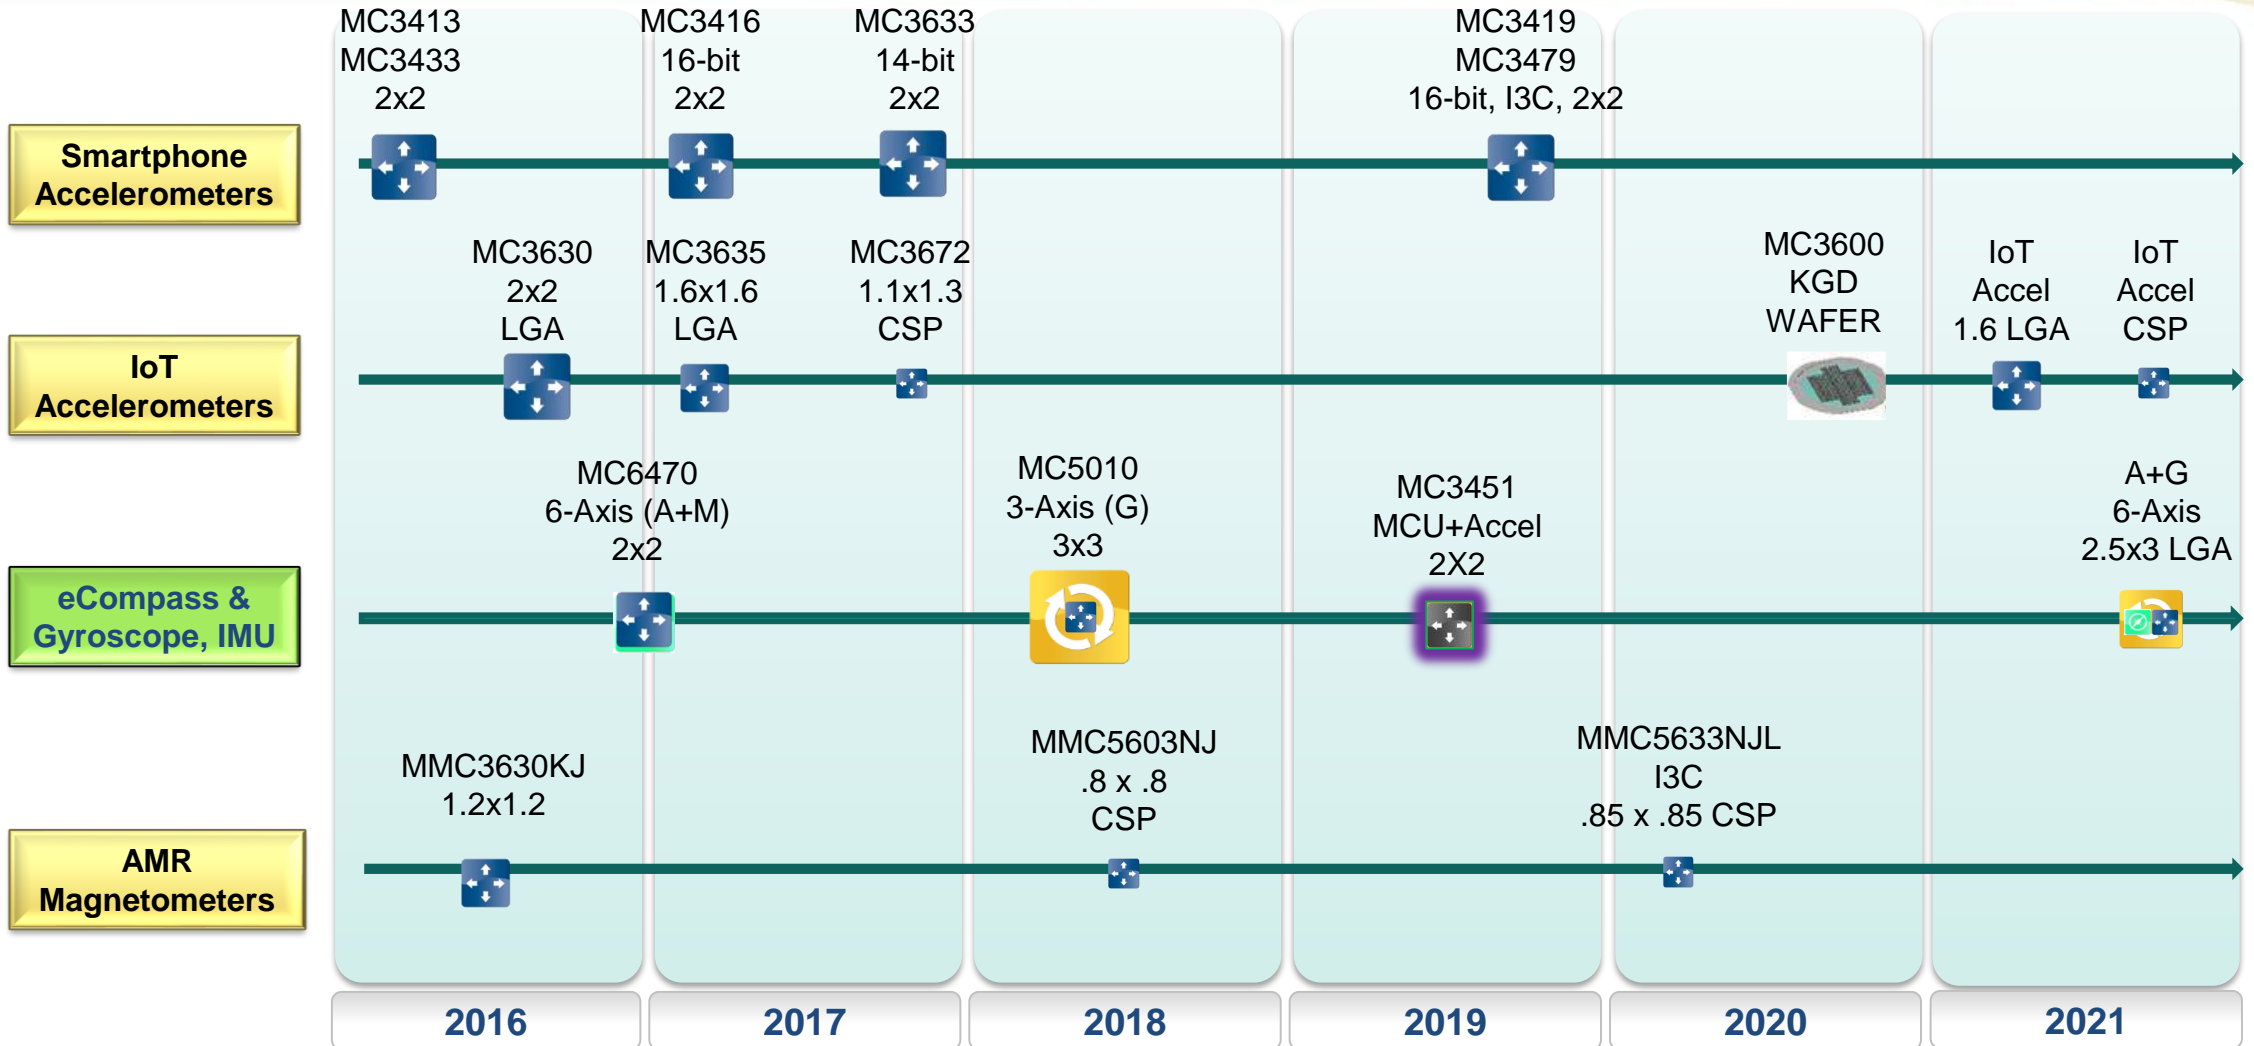 MC3413
MC3433
2x2
MC3416
16-bit
2x2
MC3633
14-bit
2x2
MC3419
MC3479
16-bit, I3C, 2x2
Smartphone
Accelerometers
MC3630
2x2
LGA
MC3635
1.6x1.6
LGA
MC3672
1.1x1.3
CSP
MC3600
KGD
WAFER
IoT
Accel
1.6 LGA
IoT
Accel
CSP
IoT
Accelerometers
MC6470
6-Axis (A+M)
2x2
MC5010
3-Axis (G)
3x3
MC3451
MCU+Accel
2X2
A+G
6-Axis
2.5x3 LGA
eCompass &
Gyroscope, IMU
MMC3630KJ
1.2x1.2
MMC5603NJ
.8 x .8
CSP
MMC5633NJL
I3C
.85 x .85 CSP
AMR
Magnetometers
2016
2017
2018
2019
2020
2021